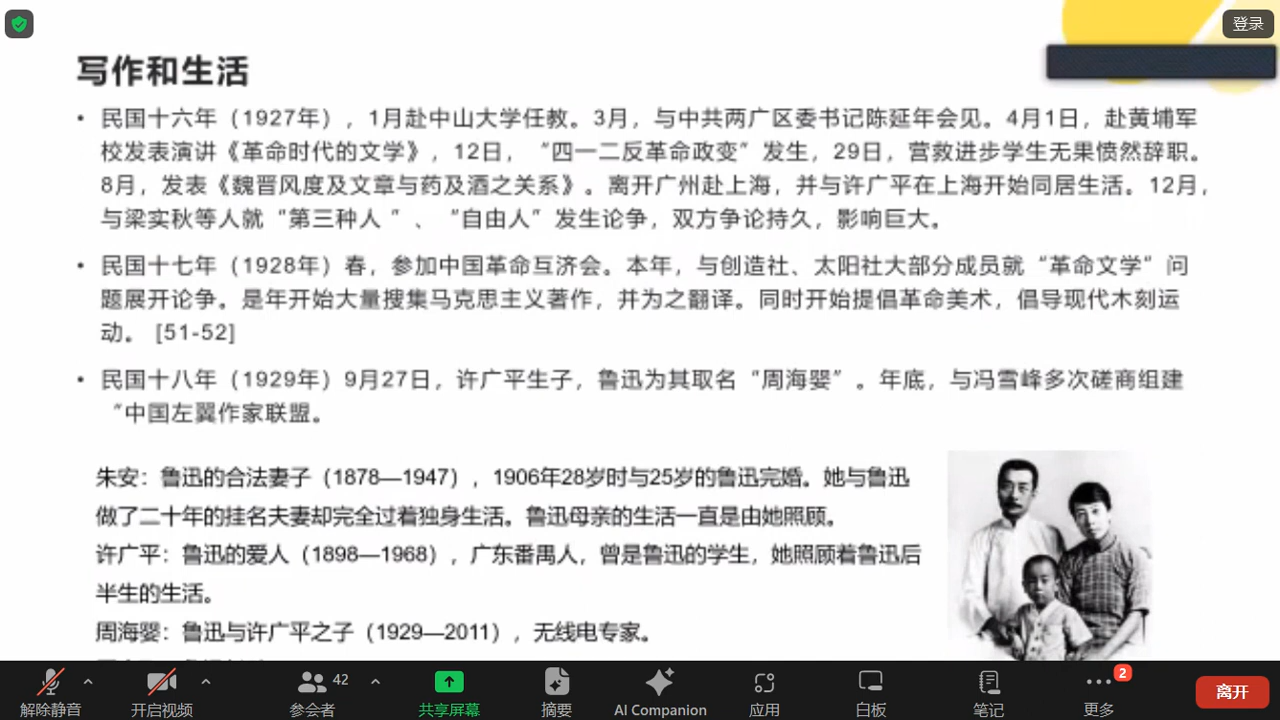 登录
写作和生活
• 民国十六年（1927年），1月赴中山大学任教。3月，与中共两广区委书记陈延年会见。4月1日，赴黄埔军
校发表演讲《革命时代的文学》，12日，“四一二反革命政变”发生，29日，营救进步学生无果愤然辞职。
8月，发表《魏晋风度及文章与药及酒之关系》。离开广州赴上海，并与许广平在上海开始同居生活。12月，
与梁实秋等人就“第三种人 ”、“自由人”发生论争，双方争论持久，影响巨大。
• 民国十七年（1928年）春，参加中国革命互济会。本年，与创造社、太阳社大部分成员就“革命文学”问
题展开论争。是年开始大量搜集马克思主义著作，并为之翻译。同时开始提倡革命美术，倡导现代木刻运
动。 [51-52]
• 民国十八年（1929年）9月27日，许广平生子，鲁迅为其取名“周海婴”。年底，与冯雪峰多次磋商组建
“中国左翼作家联盟。
朱安：鲁迅的合法妻子（1878—1947），1906年28岁时与25岁的鲁迅完婚。她与鲁迅
做了二十年的挂名夫妻却完全过着独身生活。鲁迅母亲的生活一直是由她照顾。
许广平：鲁迅的爱人（1898—1968），广东番禺人，曾是鲁迅的学生，她照顾着鲁迅后
半生的生活。
周海婴：鲁迅与许广平之子（1929—2011），无线电专家。
42
2
解除静音
开启视频
参会者
共享屏幕
摘要
AI Companion
应用
白板
笔记
更多
离开